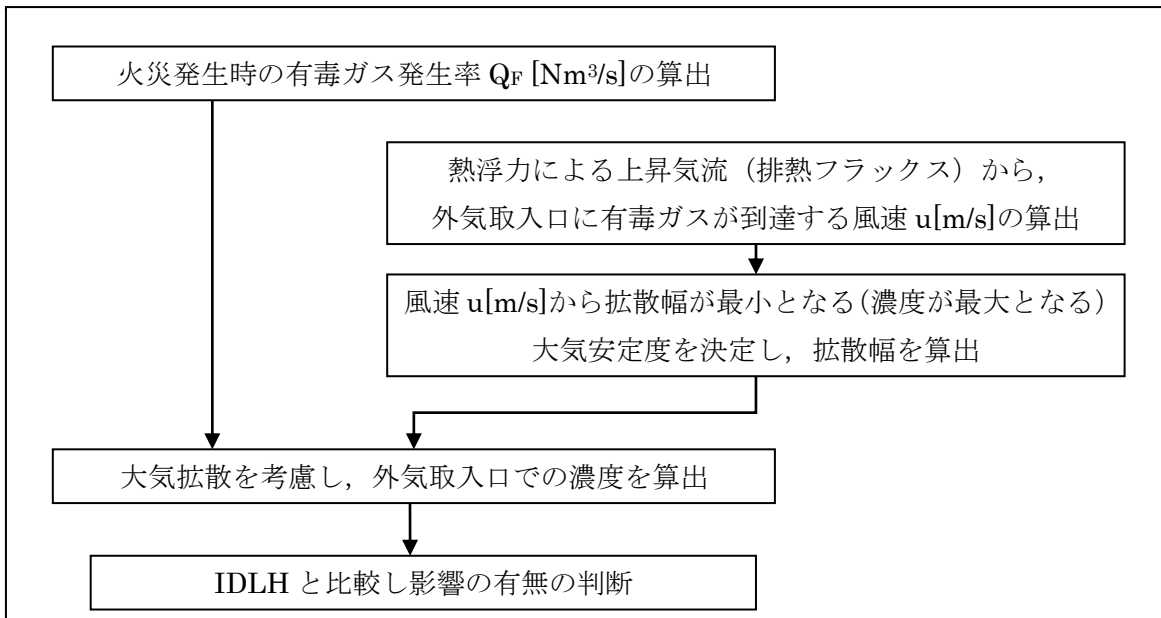 火災発生時の有毒ガス発生率 QF [Nm3/s]の算出
熱浮力による上昇気流（排熱フラックス）から，
外気取入口に有毒ガスが到達する風速 u[m/s]の算出
風速 u[m/s]から拡散幅が最小となる（濃度が最大となる）
大気安定度を決定し，拡散幅を算出
大気拡散を考慮し，外気取入口での濃度を算出
IDLH と比較し影響の有無の判断